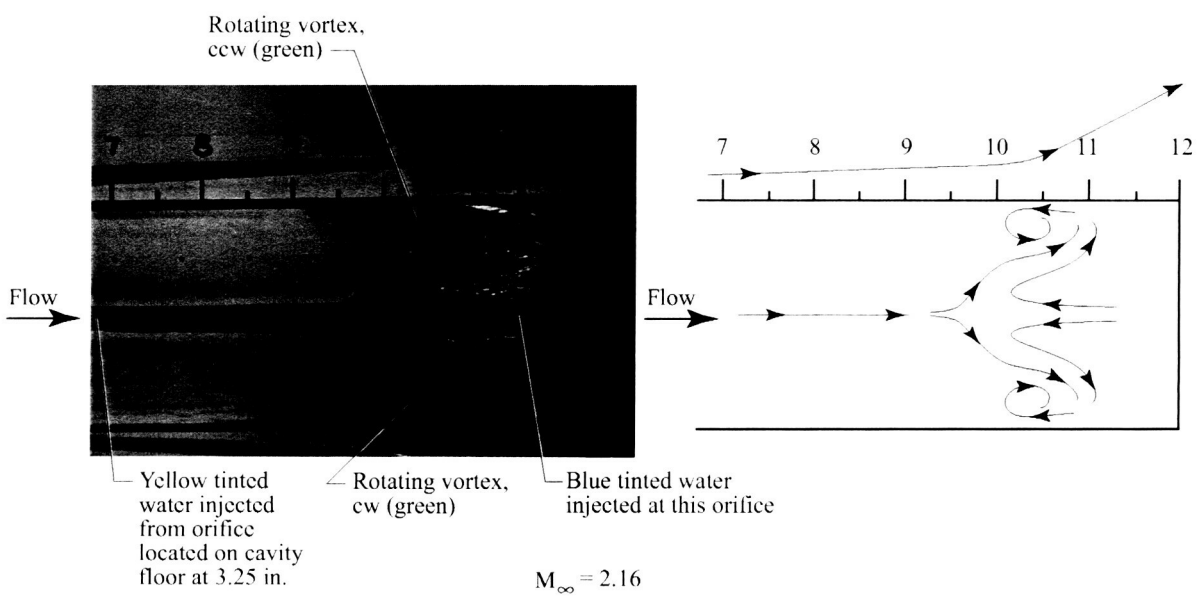 Rotating vortex,
ccw (green)
7 8
7 8 9 10 11 12
Flow
Flow
Yellow tinted
water injected
from orifice
located on cavity
floor at 3.25 in.
Rotating vortex,
cw (green)
Blue tinted water
injected at this orifice
M∞ = 2.16